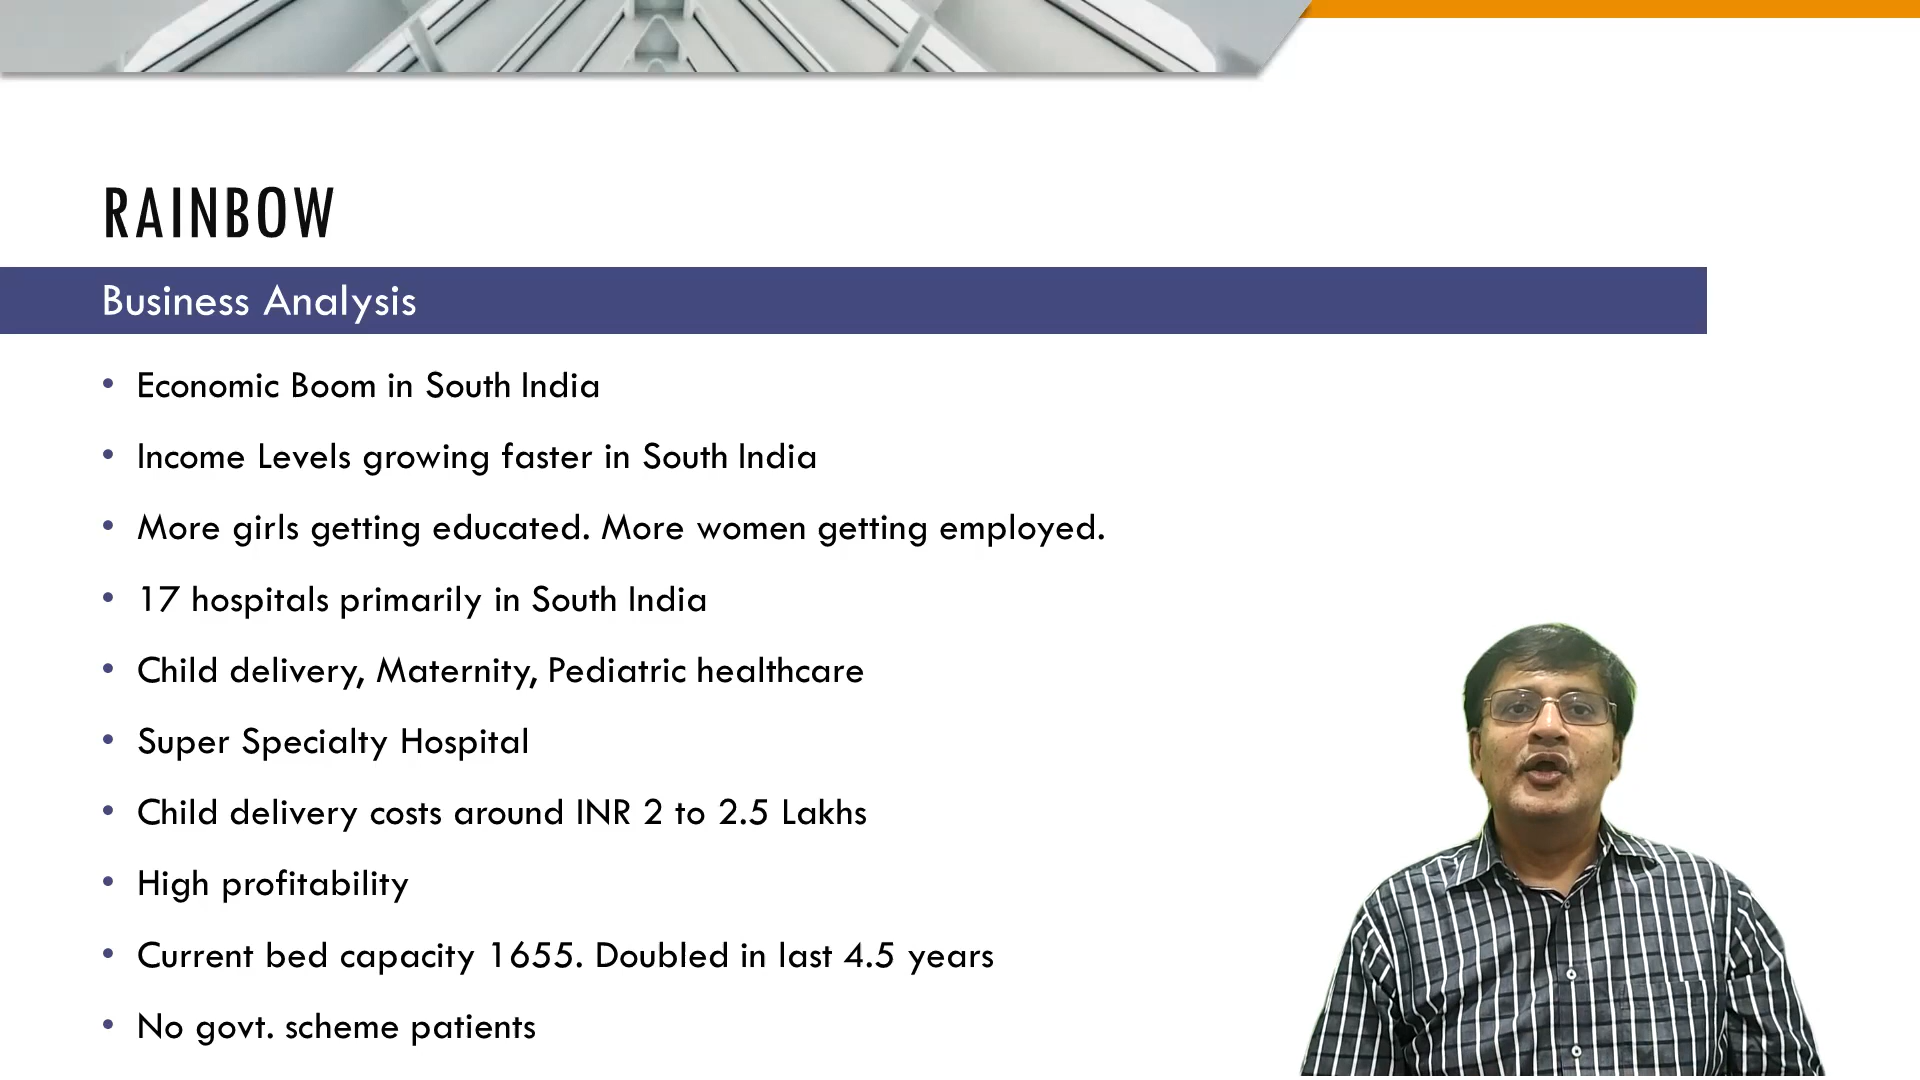 RAINBOW
Business Analysis
• Economic Boom in South India
• Income Levels growing faster in South India
• More girls getting educated. More women getting employed.
• 17 hospitals primarily in South India
• Child delivery, Maternity, Pediatric healthcare
• Super Specialty Hospital
• Child delivery costs around INR 2 to 2.5 Lakhs
• High profitability
• Current bed capacity 1655. Doubled in last 4.5 years
• No govt. scheme patients